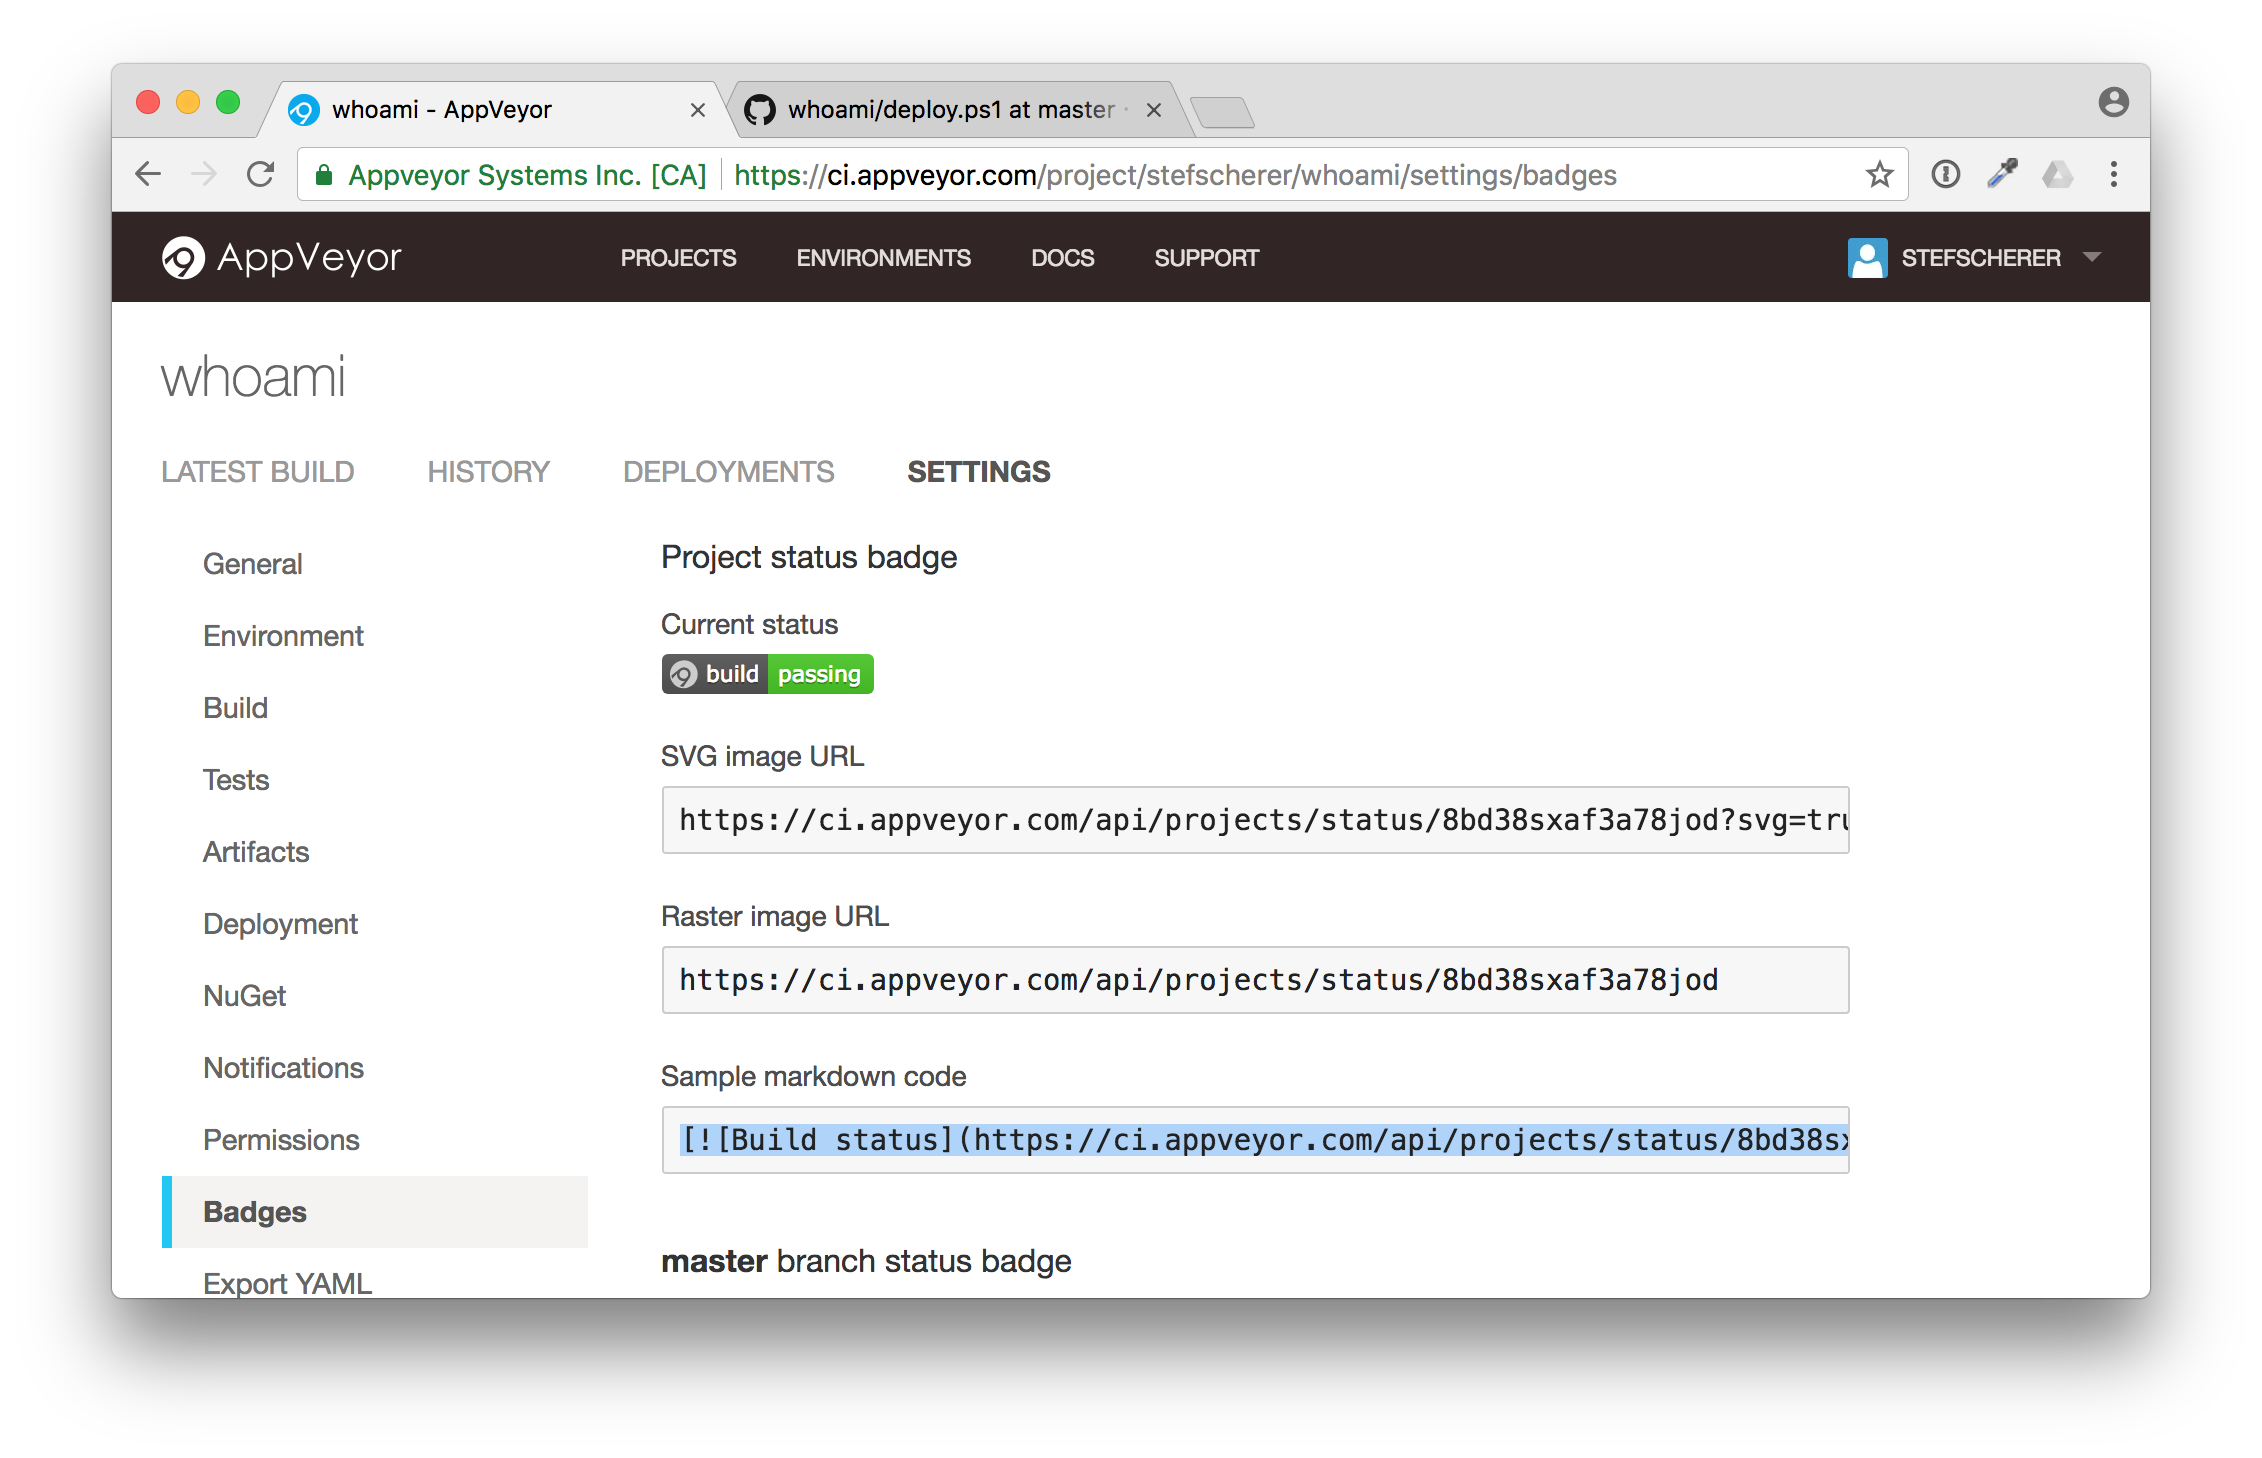 whoami - AppVeyor
whoami/deploy.ps1 at master ·
Appveyor Systems Inc. [CA] https://ci.appveyor.com/project/stefscherer/whoami/settings/badges
AppVeyor PROJECTS ENVIRONMENTS DOCS SUPPORT STEFSCHERER
whoami
LATEST BUILD HISTORY DEPLOYMENTS SETTINGS
General
Environment
Build
Tests
Artifacts
Deployment
NuGet
Notifications
Permissions
Badges
Export YAML
Project status badge
Current status
build passing
SVG image URL
https://ci.appveyor.com/api/projects/status/8bd38sxaf3a78jod?svg=tru
Raster image URL
https://ci.appveyor.com/api/projects/status/8bd38sxaf3a78jod
Sample markdown code
[![Build status](https://ci.appveyor.com/api/projects/status/8bd38sx
master branch status badge